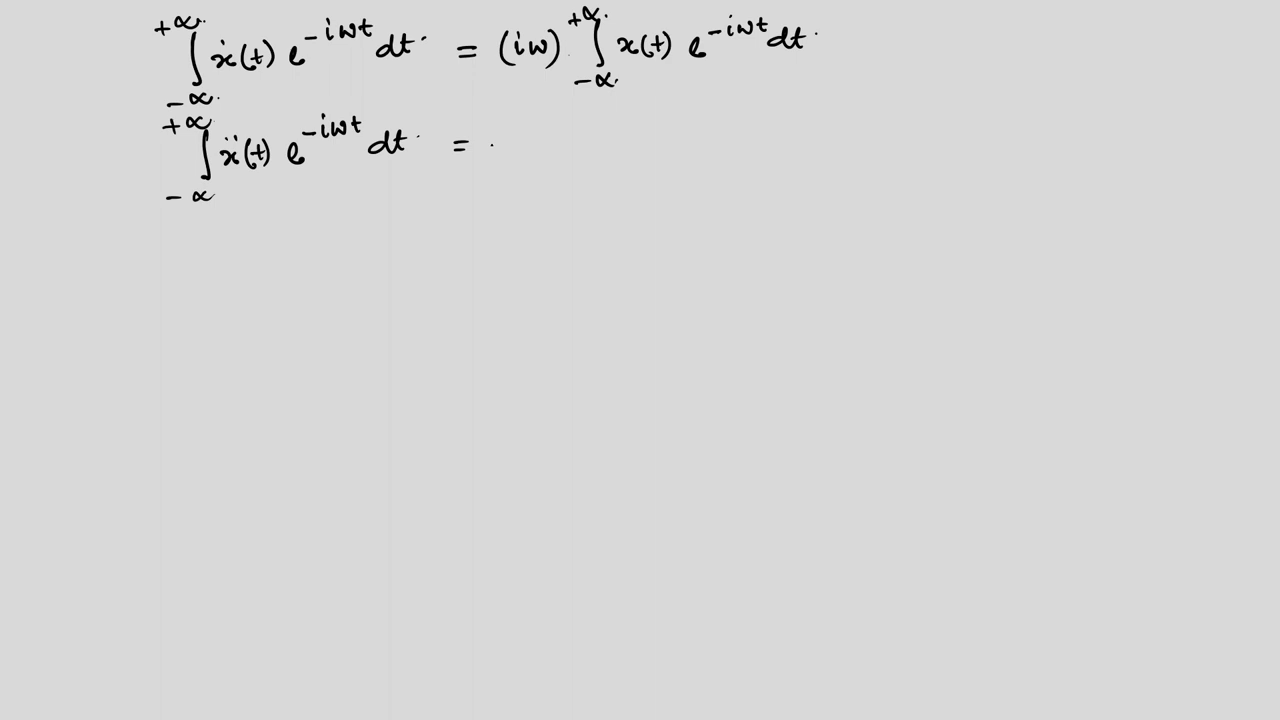 ∫_{-∞}^{+∞} ẋ(t) e^{-iωt} dt = (iω) ∫_{-∞}^{+∞} x(t) e^{-iωt} dt
∫_{-∞}^{+∞} ẍ(t) e^{-iωt} dt =